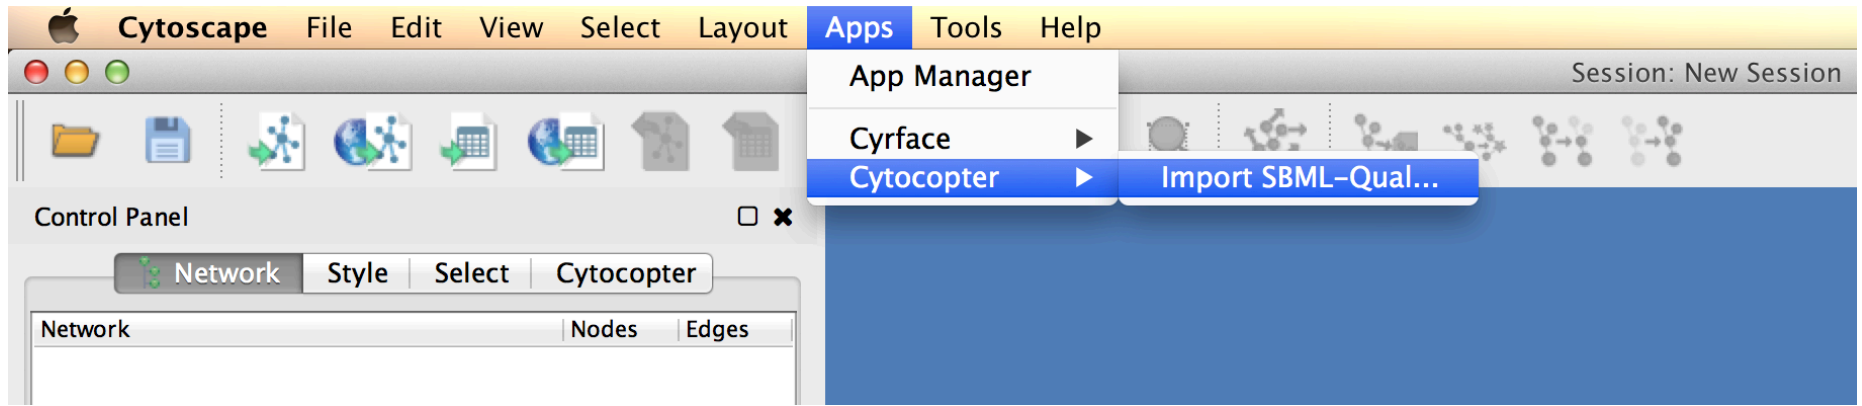 Cytoscape File Edit View Select Layout Apps Tools Help
Session: New Session
App Manager
Cyrface
Cytocopter Import SBML-Qual...
Control Panel
Network Style Select Cytocopter
Network Nodes Edges